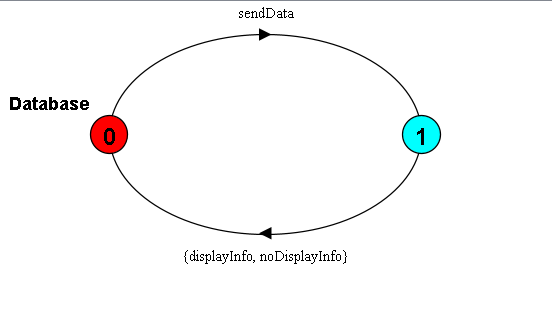 sendData
Database
0
1
{displayInfo, noDisplayInfo}